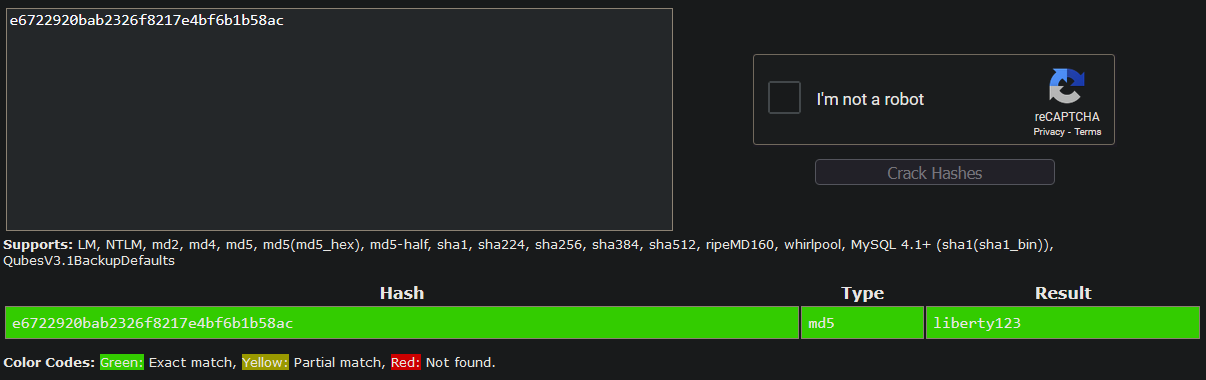 e6722920bab2326f8217e4bf6b1b58ac
I'm not a robot
reCAPTCHA
Privacy - Terms
Crack Hashes
Supports: LM, NTLM, md2, md4, md5, md5(md5_hex), md5-half, sha1, sha224, sha256, sha384, sha512, ripeMD160, whirlpool, MySQL 4.1+ (sha1(sha1_bin)),
QubesV3.1BackupDefaults
Hash Type Result
e6722920bab2326f8217e4bf6b1b58ac md5 liberty123
Color Codes: Green: Exact match, Yellow: Partial match, Red: Not found.